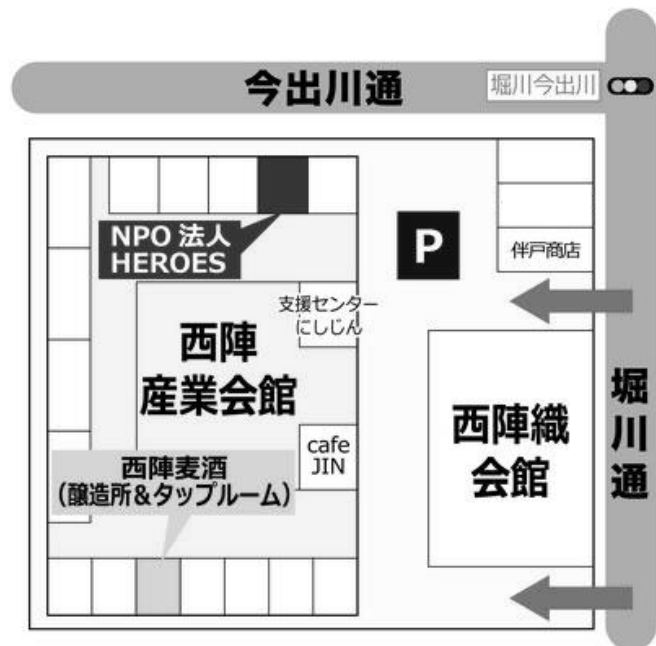 今出川通
堀川今出川
NPO 法人
HEROES
P
伴戸商店
支援センター
にしじん
西陣
産業会館
西陣織
会館
堀川通
cafe
JIN
西陣麦酒
（醸造所&タップルーム）